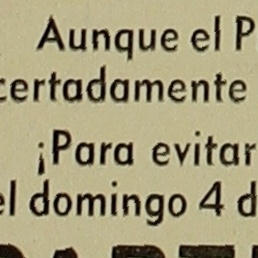 Aunque el P
certadamente
¡Para evitar
el domingo 4 d